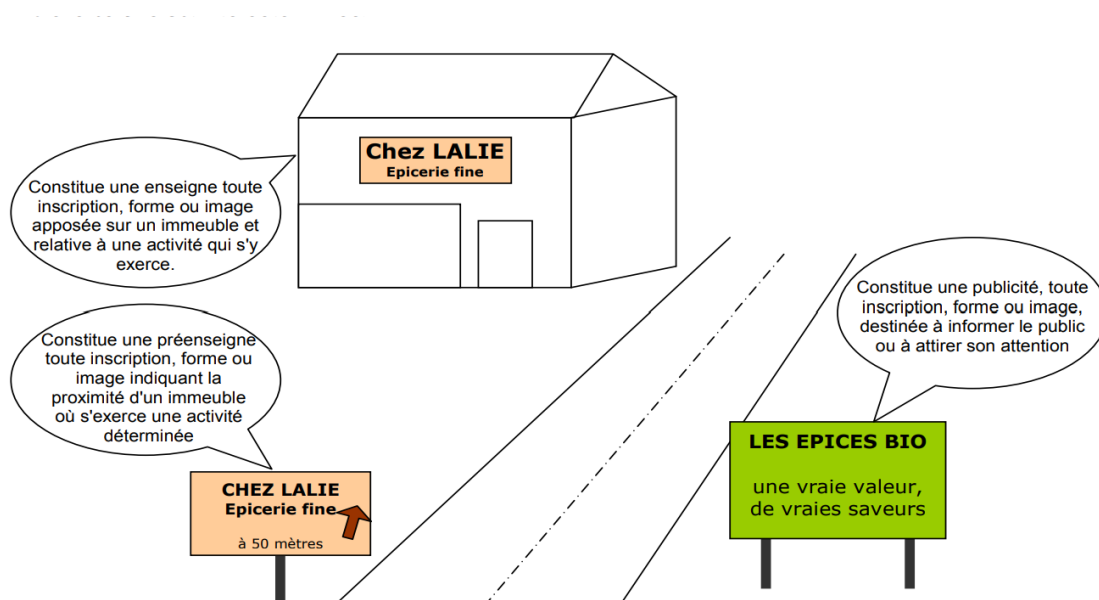 Chez LALIE
Epicerie fine
Constitue une enseigne toute
inscription, forme ou image
apposée sur un immeuble et
relative à une activité qui s'y
exerce.
Constitue une publicité, toute
inscription, forme ou image,
destinée à informer le public
ou à attirer son attention
Constitue une préenseigne
toute inscription, forme ou
image indiquant la
proximité d'un immeuble
où s'exerce une activité
déterminée
CHEZ LALIE
Epicerie fine
à 50 mètres
LES EPICES BIO
une vraie valeur,
de vraies saveurs